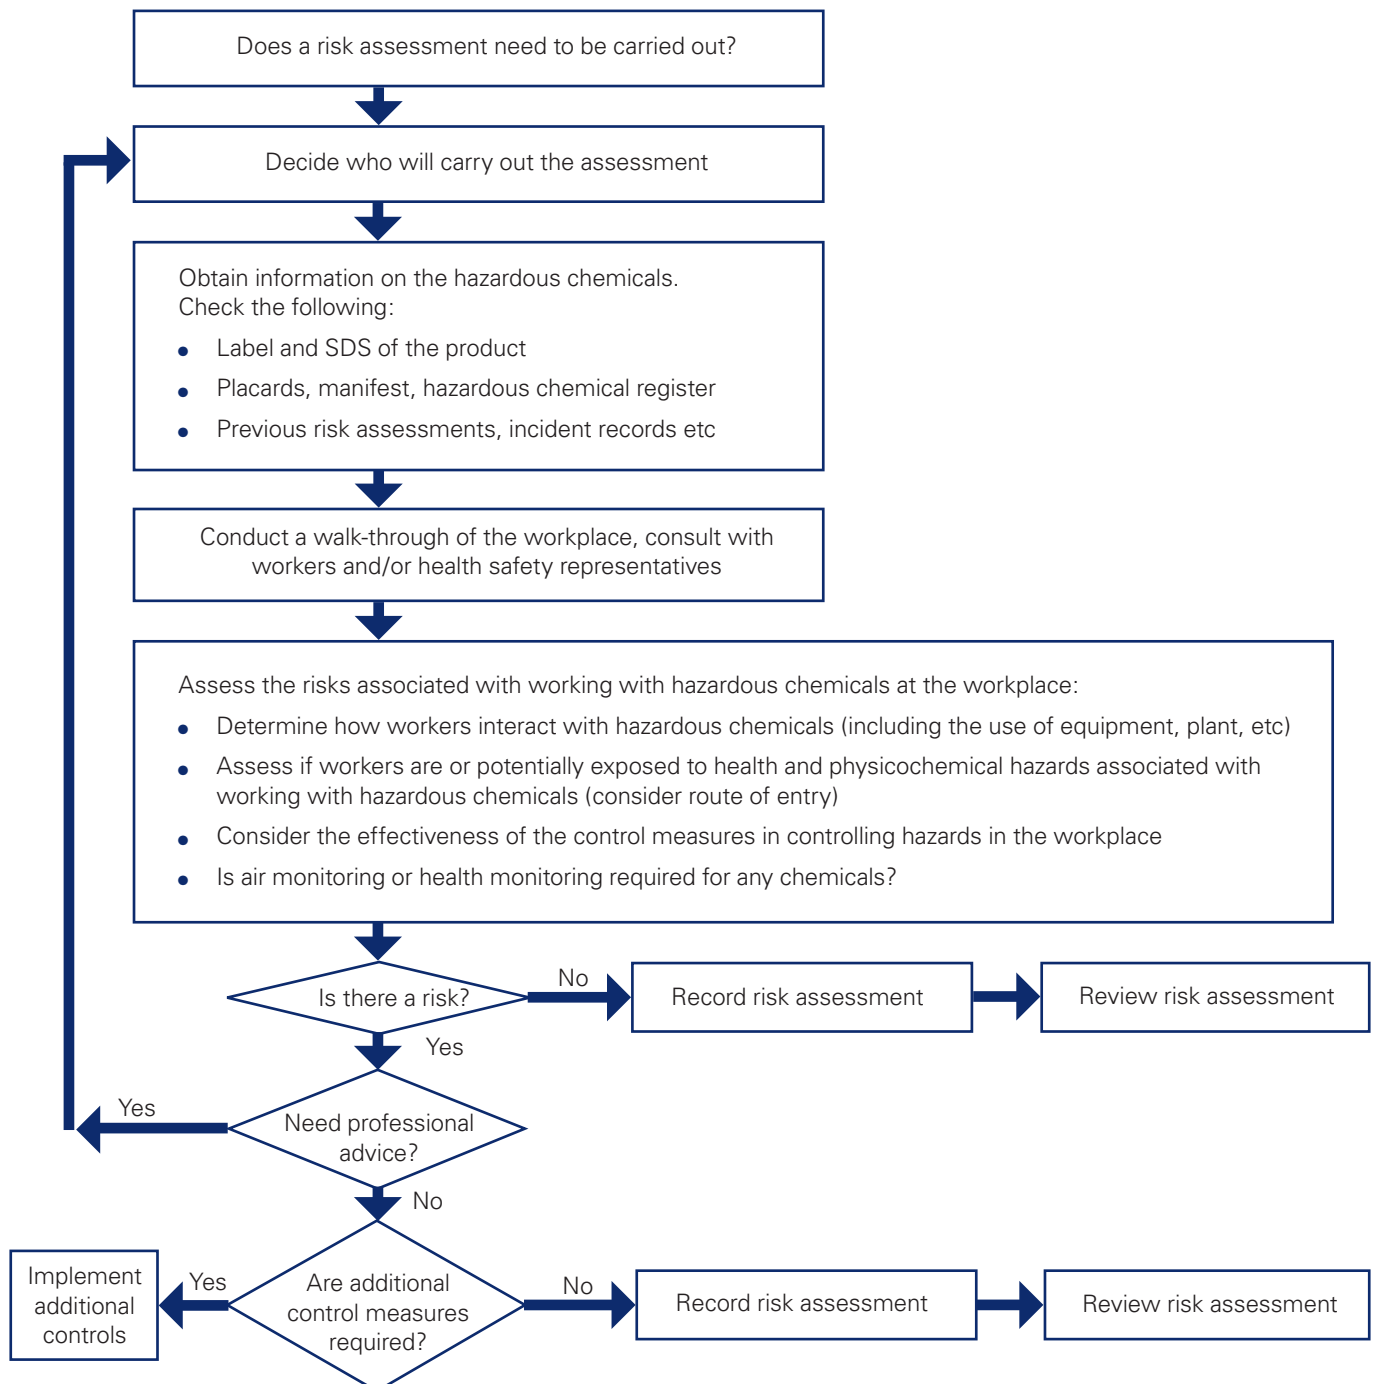 Does a risk assessment need to be carried out?
Decide who will carry out the assessment
Obtain information on the hazardous chemicals.
Check the following:
• Label and SDS of the product
• Placards, manifest, hazardous chemical register
• Previous risk assessments, incident records etc
Conduct a walk-through of the workplace, consult with
workers and/or health safety representatives
Assess the risks associated with working with hazardous chemicals at the workplace:
• Determine how workers interact with hazardous chemicals (including the use of equipment, plant, etc)
• Assess if workers are or potentially exposed to health and physicochemical hazards associated with
working with hazardous chemicals (consider route of entry)
• Consider the effectiveness of the control measures in controlling hazards in the workplace
• Is air monitoring or health monitoring required for any chemicals?
Is there a risk?
No
Record risk assessment
Review risk assessment
Yes
Need professional
advice?
Yes
No
Are additional
control measures
required?
Yes
Implement
additional
controls
No
Record risk assessment
Review risk assessment